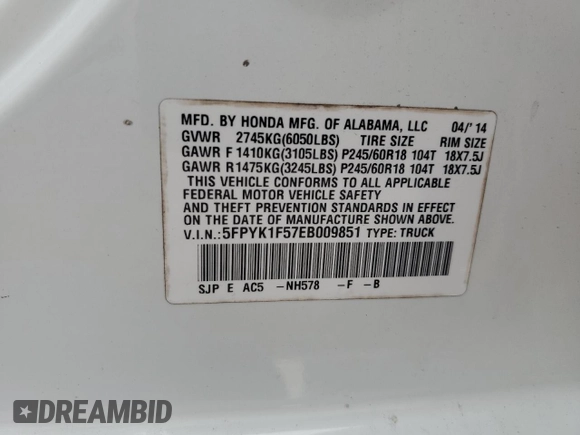 MFD. BY HONDA MFG. OF ALABAMA, LLC 04/'14
GVWR 2745KG(6050LBS) TIRE SIZE RIM SIZE
GAWR F 1410KG(3105LBS) P245/60R18 104T 18X7.5J
GAWR R 1475KG(3245LBS) P245/60R18 104T 18X7.5J
THIS VEHICLE CONFORMS TO ALL APPLICABLE
FEDERAL MOTOR VEHICLE SAFETY
AND THEFT PREVENTION STANDARDS IN EFFECT
ON THE DATE OF MANUFACTURE SHOWN ABOVE.
V.I.N.:5FPYK1F57EB009851 TYPE:TRUCK
SJP E AC5 -NH578 -F -B
DREAMBID